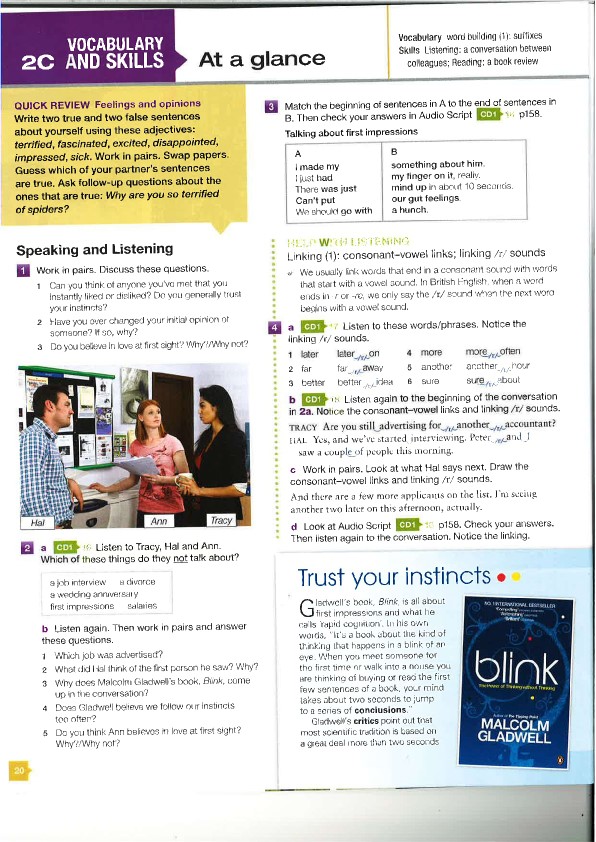 2C VOCABULARY
AND SKILLS
At a glance
Vocabulary word building (1): suffixes
Skills Listening: a conversation between
colleagues; Reading: a book review
QUICK REVIEW Feelings and opinions
Write two true and two false sentences
about yourself using these adjectives:
terrified, fascinated, excited, disappointed,
impressed, sick. Work in pairs. Swap papers.
Guess which of your partner's sentences
are true. Ask follow-up questions about the
ones that are true: Why are you so terrified
of spiders?
Speaking and Listening
1 Work in pairs. Discuss these questions.
1 Can you think of anyone you've met that you
instantly liked or disliked? Do you generally trust
your instincts?
2 Have you ever changed your initial opinion of
someone? If so, why?
3 Do you believe in love at first sight? Why?/Why not?
Hal
Ann
Tracy
2 a CD1 Listen to Tracy, Hal and Ann.
Which of these things do they not talk about?
a job interview a divorce
a wedding anniversary
first impressions salaries
b Listen again. Then work in pairs and answer
these questions.
1 Which job was advertised?
2 What did Hal think of the first person he saw? Why?
3 Why does Malcolm Gladwell's book, Blink, come
up in the conversation?
4 Does Gladwell believe we follow our instincts
too often?
5 Do you think Ann believes in love at first sight?
Why?/Why not?
20
3 Match the beginning of sentences in A to the end of sentences in
B. Then check your answers in Audio Script CD1 p158.
Talking about first impressions
A B
I made my something about him.
I just had my finger on it, really.
There was just mind up in about 10 seconds.
Can't put our gut feelings.
We should go with a hunch.
HELP WITH LISTENING
Linking (1): consonant–vowel links; linking /r/ sounds
We usually link words that end in a consonant sound with words
that start with a vowel sound. In British English, when a word
ends in -r or -re, we only say the /r/ sound when the next word
begins with a vowel sound.
4 a CD1 17 Listen to these words/phrases. Notice the
linking /r/ sounds.
1 later later /r/ on 4 more more /r/ often
2 far far /r/ away 5 another another /r/ hour
3 better better /r/ idea 6 sure sure /r/ about
b CD1 Listen again to the beginning of the conversation
in 2a. Notice the consonant–vowel links and linking /r/ sounds.
TRACY Are you still advertising for /r/ another /r/ accountant?
HAL Yes, and we've started interviewing. Peter /r/ and I
saw a couple of people this morning.
c Work in pairs. Look at what Hal says next. Draw the
consonant–vowel links and linking /r/ sounds.
And there are a few more applicants on the list. I'm seeing
another two later on this afternoon, actually.
d Look at Audio Script CD1 p158. Check your answers.
Then listen again to the conversation. Notice the linking.
Trust your instincts
Gladwell's book, Blink, is all about
first impressions and what he
calls 'rapid cognition'. In his own
words, "It's a book about the kind of
thinking that happens in a blink of an
eye. When you meet someone for
the first time or walk into a house you
are thinking of buying or read the first
few sentences of a book, your mind
takes about two seconds to jump
to a series of conclusions."
Gladwell's critics point out that
most scientific tradition is based on
a great deal more than two seconds
NO. 1 INTERNATIONAL BESTSELLER
blink
The Power of Thinking Without Thinking
Author of The Tipping Point
MALCOLM
GLADWELL